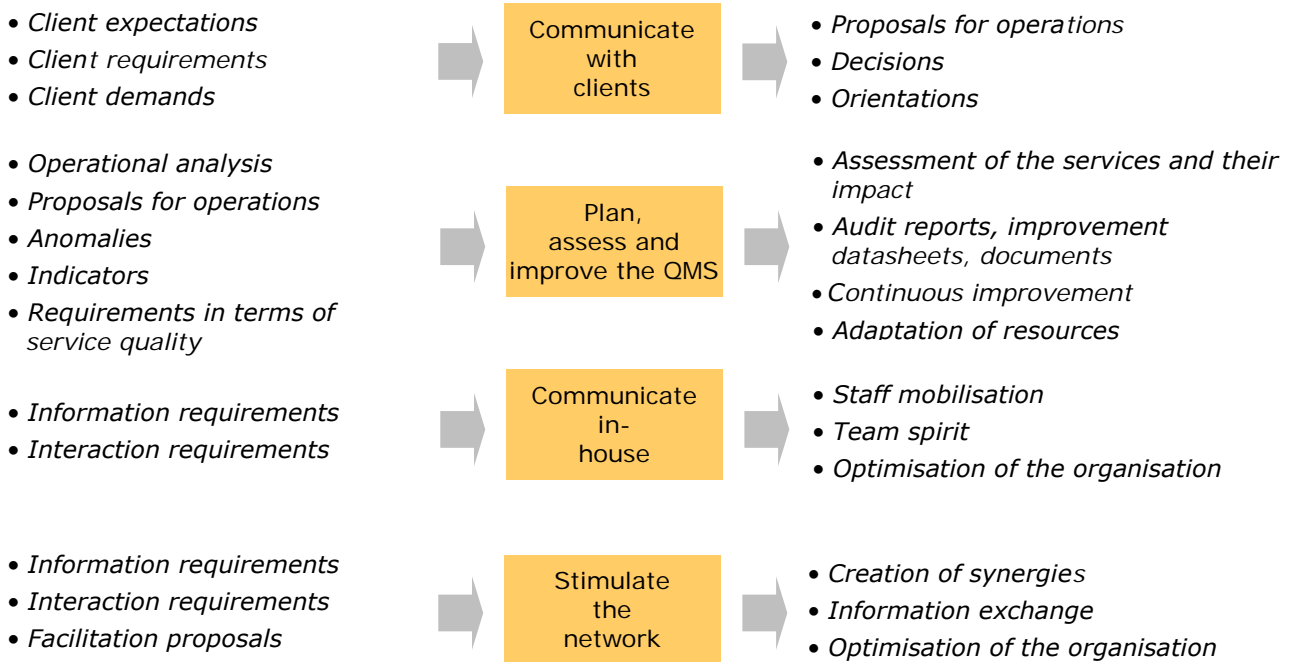 • Client expectations
• Client requirements
• Client demands
Communicate
with
clients
• Proposals for operations
• Decisions
• Orientations
• Operational analysis
• Proposals for operations
• Anomalies
• Indicators
• Requirements in terms of
service quality
Plan,
assess and
improve the QMS
• Assessment of the services and their
impact
• Audit reports, improvement
datasheets, documents
• Continuous improvement
• Adaptation of resources
• Information requirements
• Interaction requirements
Communicate
in-
house
• Staff mobilisation
• Team spirit
• Optimisation of the organisation
• Information requirements
• Interaction requirements
• Facilitation proposals
Stimulate
the
network
• Creation of synergies
• Information exchange
• Optimisation of the organisation